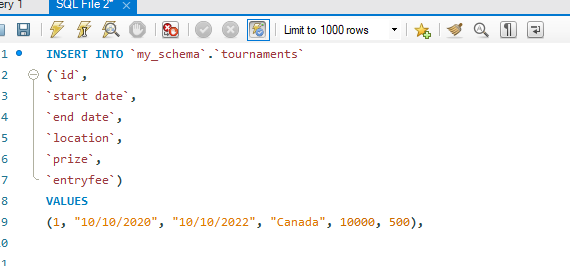 ery 1
SQL File 2*
Limit to 1000 rows
1 INSERT INTO `my_schema`.`tournaments`
2 (`id`,
3 `start date`,
4 `end date`,
5 `location`,
6 `prize`,
7 `entryfee`)
8 VALUES
9 (1, "10/10/2020", "10/10/2022", "Canada", 10000, 500),
0
1